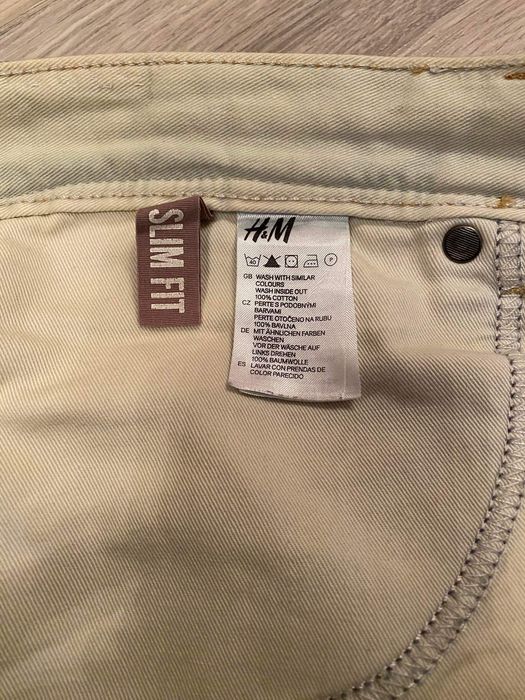 SLIM FIT
H&M
40 P
GB WASH WITH SIMILAR
COLOURS
WASH INSIDE OUT
100% COTTON
CZ PERTE S PODOBNÝMI
BARVAMI
PERTE OTOČENO NA RUBU
100% BAVLNA
DE MIT ÄHNLICHEN FARBEN
WASCHEN
VOR DER WÄSCHE AUF
LINKS DREHEN
100% BAUMWOLLE
ES LAVAR CON PRENDAS DE
COLOR PARECIDO